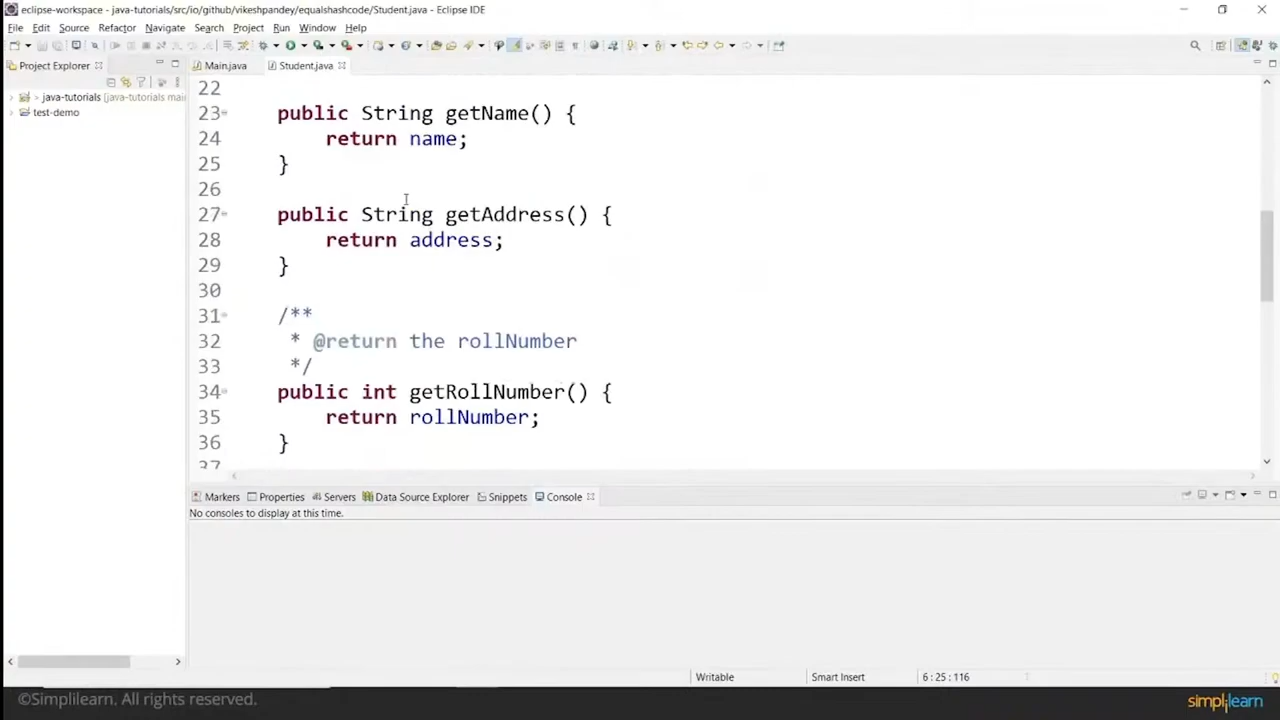 eclipse-workspace - java-tutorials/src/io/github/vikeshpandey/equalshashcode/Student.java - Eclipse IDE
File Edit Source Refactor Navigate Search Project Run Window Help
Project Explorer
Main.java
Student.java
java-tutorials [java-tutorials mai
test-demo
22
23 public String getName() {
24 return name;
25 }
26
27 public String getAddress() {
28 return address;
29 }
30
31 /**
32 * @return the rollNumber
33 */
34 public int getRollNumber() {
35 return rollNumber;
36 }
37
Markers Properties Servers Data Source Explorer Snippets Console
No consoles to display at this time.
Writable Smart Insert 6 : 25 : 116
©Simplilearn. All rights reserved.
simplilearn